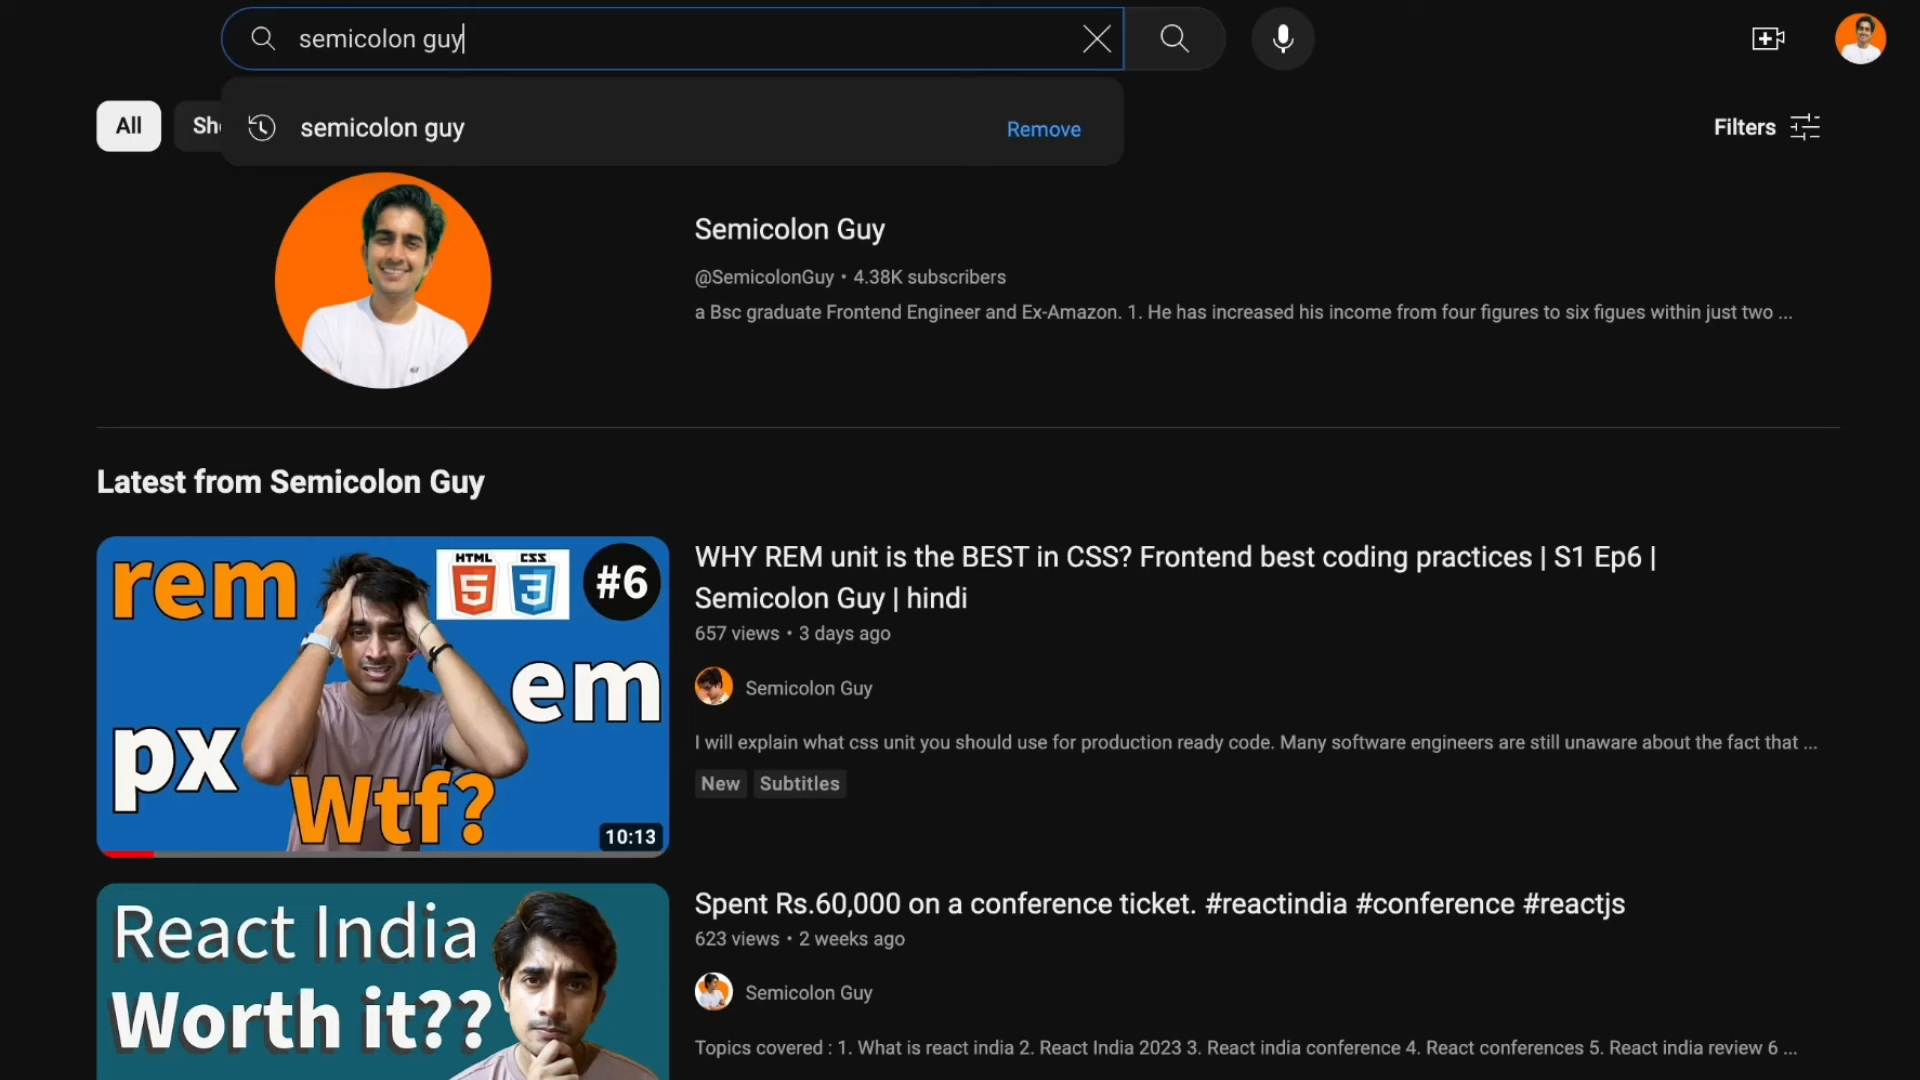 semicolon guy
semicolon guy
Remove
All
Filters
Semicolon Guy
@SemicolonGuy • 4.38K subscribers
a Bsc graduate Frontend Engineer and Ex-Amazon. 1. He has increased his income from four figures to six figues within just two ...
Latest from Semicolon Guy
rem
HTML
5
CSS
3
#6
em
px
Wtf?
10:13
WHY REM unit is the BEST in CSS? Frontend best coding practices | S1 Ep6 |
Semicolon Guy | hindi
657 views • 3 days ago
Semicolon Guy
I will explain what css unit you should use for production ready code. Many software engineers are still unaware about the fact that ...
New
Subtitles
React India
Worth it??
Spent Rs.60,000 on a conference ticket. #reactindia #conference #reactjs
623 views • 2 weeks ago
Semicolon Guy
Topics covered : 1. What is react india 2. React India 2023 3. React india conference 4. React conferences 5. React india review 6 ...